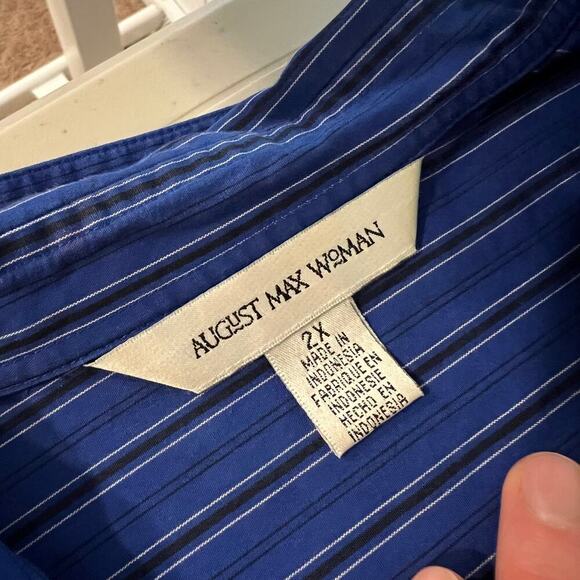 AUGUST MAX WOMAN
2X
MADE IN
INDONESIA
FABRIQUE EN
INDONESIE
HECHO EN
INDONESIA